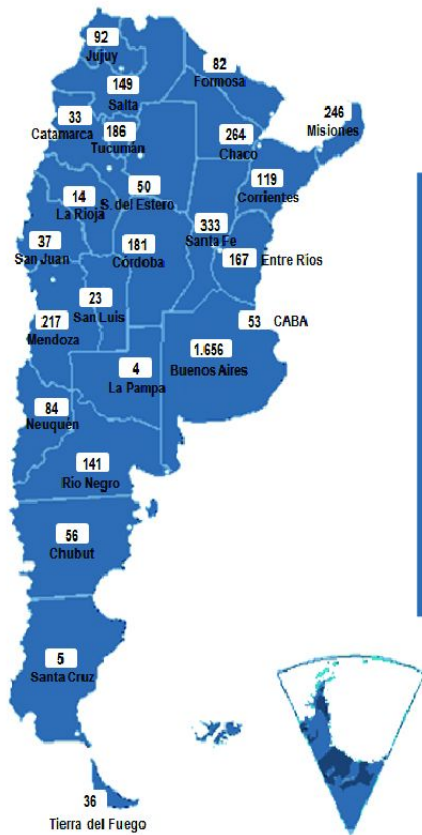 92
Jujuy
82
Formosa
149
Salta
246
Misiones
33
Catamarca
186
Tucumán
264
Chaco
119
Corrientes
14
La Rioja
50
S. del Estero
333
Santa Fe
37
San Juan
181
Córdoba
167 Entre Ríos
23
San Luis
217
Mendoza
53 CABA
1.656
Buenos Aires
4
La Pampa
84
Neuquén
141
Río Negro
56
Chubut
5
Santa Cruz
36
Tierra del Fuego